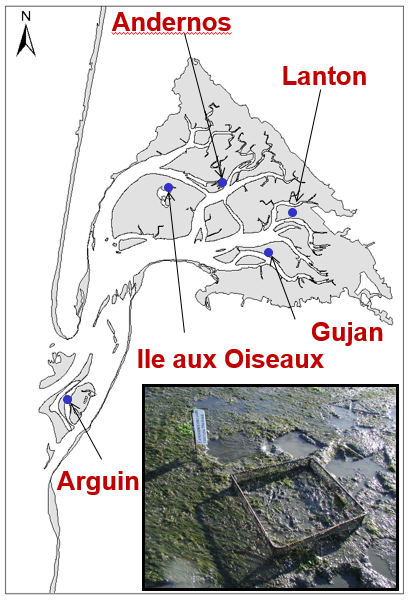 N
Andernos
Lanton
Gujan
Ile aux Oiseaux
Arguin